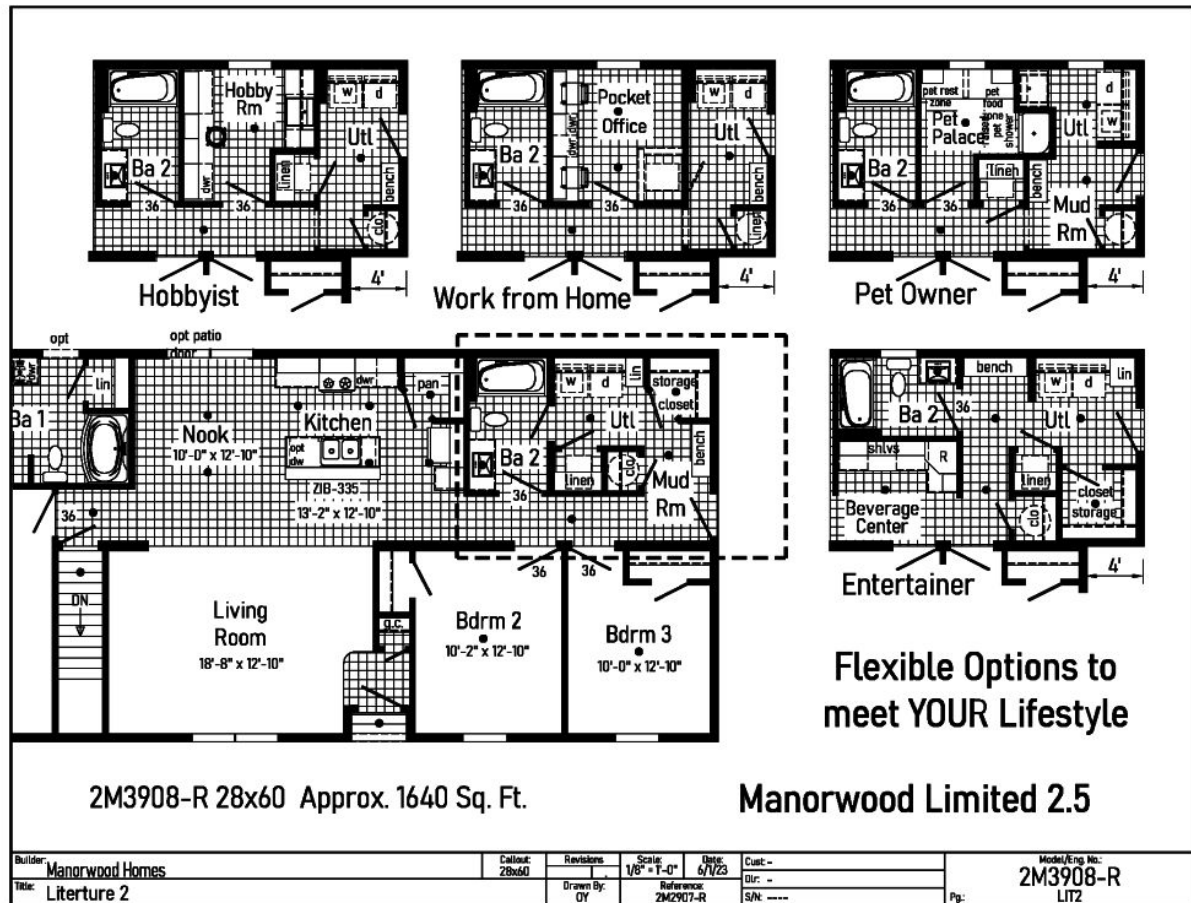 Hobby
Rm
w
d
Utl
Ba 2
dwr
linen
bench
36
36
clo
4'
Hobbyist
Pocket
Office
dwr
dwr
w
d
Utl
Ba 2
bench
36
36
linen
4'
Work from Home
pet rest
zone
pet
food
zone
Pet
Palace
raised
pet
shower
d
w
Utl
Ba 2
linen
bench
36
36
Mud
Rm
4'
Pet Owner
opt
opt patio
door
dwr
lin
Ba 1
Nook
10'-0" x 12'-10"
dwr
Kitchen
opt
dw
ZIB-335
13'-2" x 12'-10"
pan
w
d
lin
storage
closet
Utl
Ba 2
linen
clo
bench
Mud
Rm
36
36
36
36
DN
Living
Room
18'-8" x 12'-10"
g.c.
Bdrm 2
10'-2" x 12'-10"
Bdrm 3
10'-0" x 12'-10"
bench
w
d
lin
Ba 2
36
Utl
shlvs
R
linen
closet
storage
Beverage
Center
clo
4'
Entertainer
Flexible Options to
meet YOUR Lifestyle
2M3908-R 28x60 Approx. 1640 Sq. Ft.
Manorwood Limited 2.5
Builder: Manorwood Homes
Callout: 28x60
Revisions
Scale: 1/8" = 1'-0"
Date: 6/1/23
Cust: -
Model/Eng. No.: 2M3908-R
Title: Literture 2
Drawn By: OY
Reference: 2M2907-R
Dlr: -
S/N: ----
Pg.: LIT2